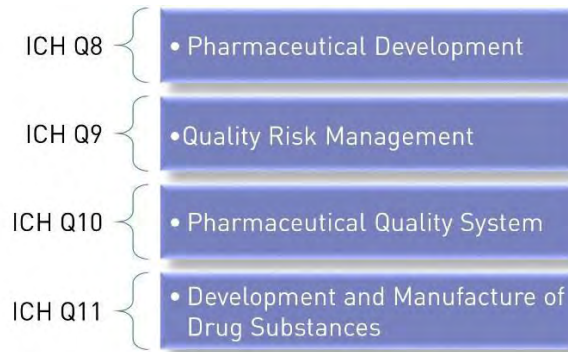 ICH Q8
• Pharmaceutical Development
ICH Q9
•Quality Risk Management
ICH Q10
• Pharmaceutical Quality System
ICH Q11
• Development and Manufacture of
Drug Substances